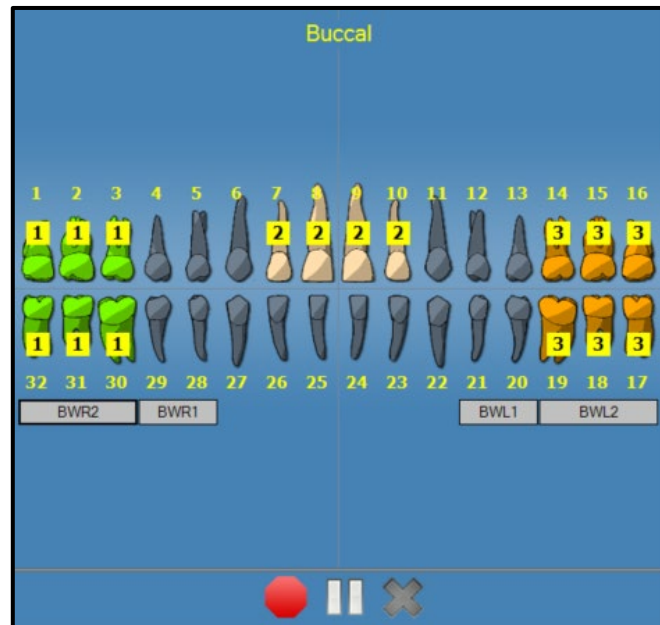 Buccal
1 2 3 4 5 6 7 8 9 10 11 12 13 14 15 16
1 1 1 2 2 2 2 3 3 3
1 1 1 3 3 3
32 31 30 29 28 27 26 25 24 23 22 21 20 19 18 17
BWR2 BWR1 BWL1 BWL2